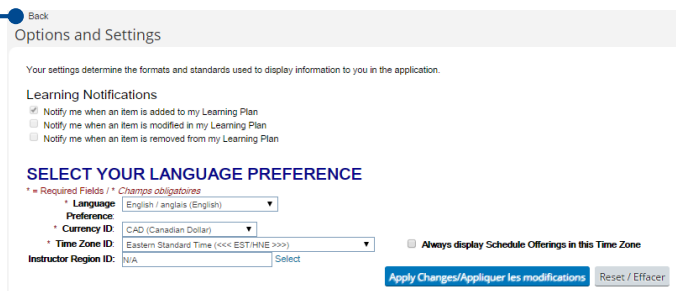 Back
Options and Settings
Your settings determine the formats and standards used to display information to you in the application.
Learning Notifications
Notify me when an item is added to my Learning Plan
Notify me when an item is modified in my Learning Plan
Notify me when an item is removed from my Learning Plan
SELECT YOUR LANGUAGE PREFERENCE
* = Required Fields / * Champs obligatoires
* Language Preference: English / anglais (English)
* Currency ID: CAD (Canadian Dollar)
* Time Zone ID: Eastern Standard Time (<<< EST/HNE >>>) Always display Schedule Offerings in this Time Zone
Instructor Region ID: N/A Select
Apply Changes/Appliquer les modifications Reset / Effacer